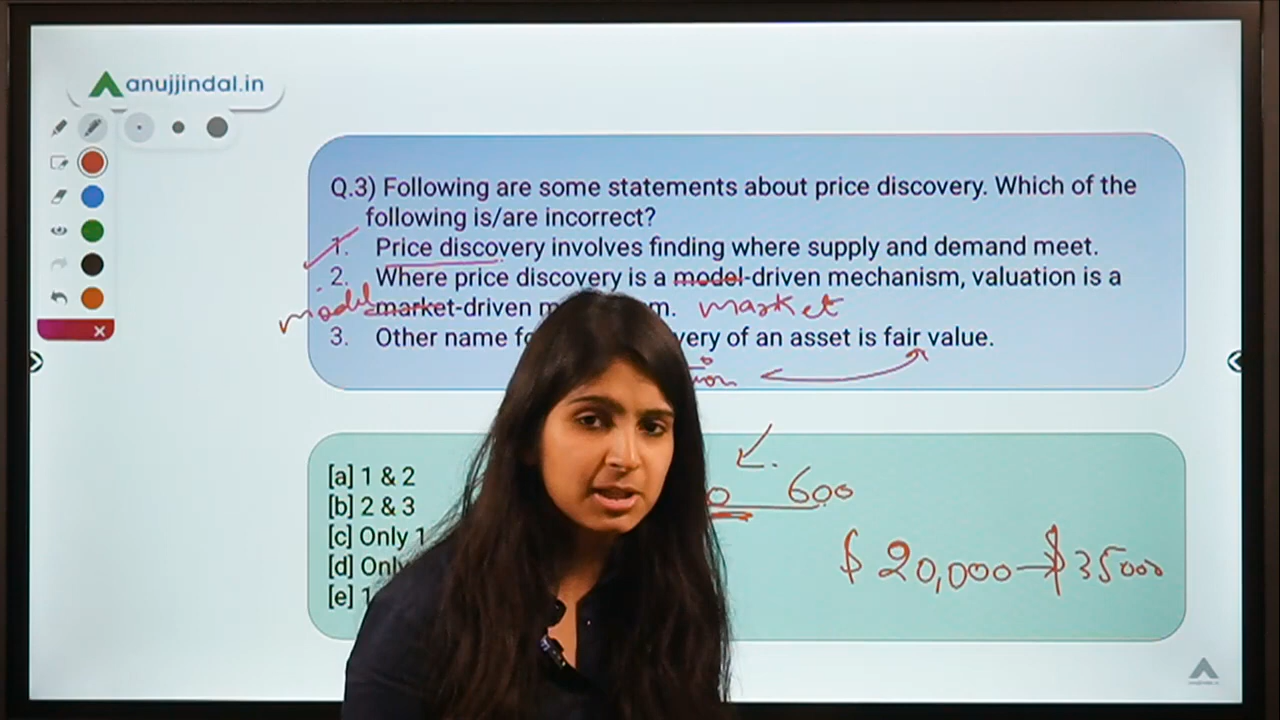 anujjindal.in
Q.3) Following are some statements about price discovery. Which of the
following is/are incorrect?
1. Price discovery involves finding where supply and demand meet.
2. Where price discovery is a model-driven mechanism, valuation is a
model market-driven m m. market
3. Other name fo very of an asset is fair value.
ion
[a] 1 & 2
[b] 2 & 3
[c] Only 1
[d] Only
[e] 1
0 600
$ 20,000 - $ 35000